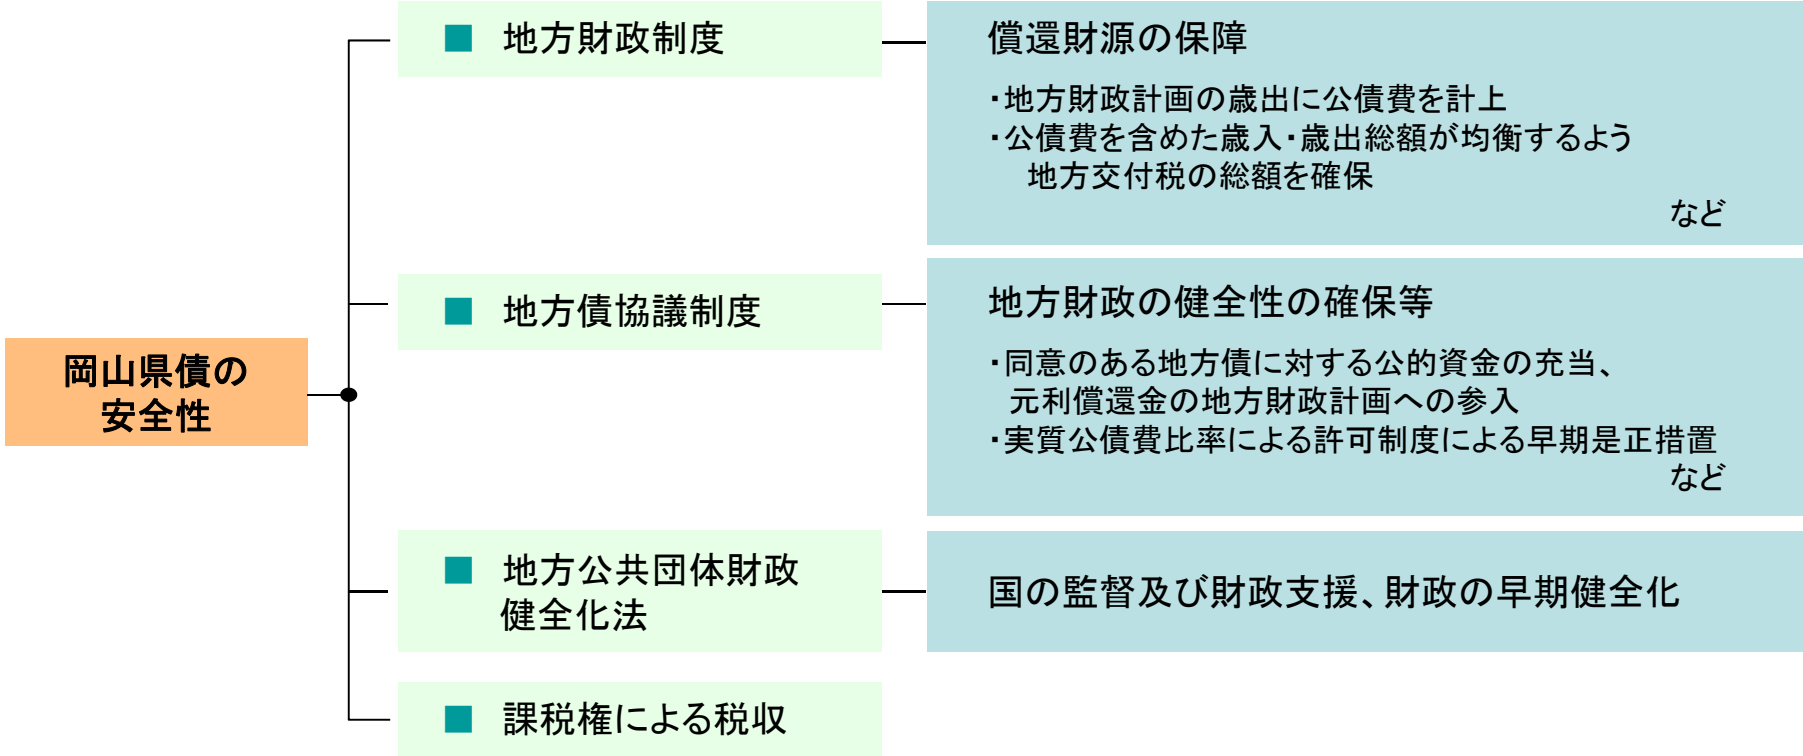 岡山県債の
安全性
■ 地方財政制度
償還財源の保障
・地方財政計画の歳出に公債費を計上
・公債費を含めた歳入・歳出総額が均衡するよう
地方交付税の総額を確保
など
■ 地方債協議制度
地方財政の健全性の確保等
・同意のある地方債に対する公的資金の充当、
元利償還金の地方財政計画への参入
・実質公債費比率による許可制度による早期是正措置
など
■ 地方公共団体財政
健全化法
国の監督及び財政支援、財政の早期健全化
■ 課税権による税収